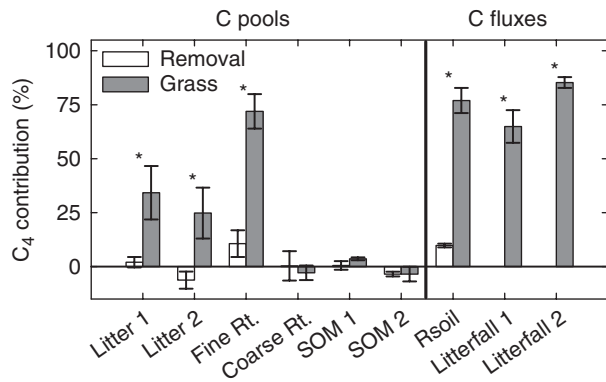 C pools
C fluxes
C₄ contribution (%)
100
75
50
25
0
Removal
Grass
*
*
*
*
*
*
Litter 1
Litter 2
Fine Rt.
Coarse Rt.
SOM 1
SOM 2
Rsoil
Litterfall 1
Litterfall 2